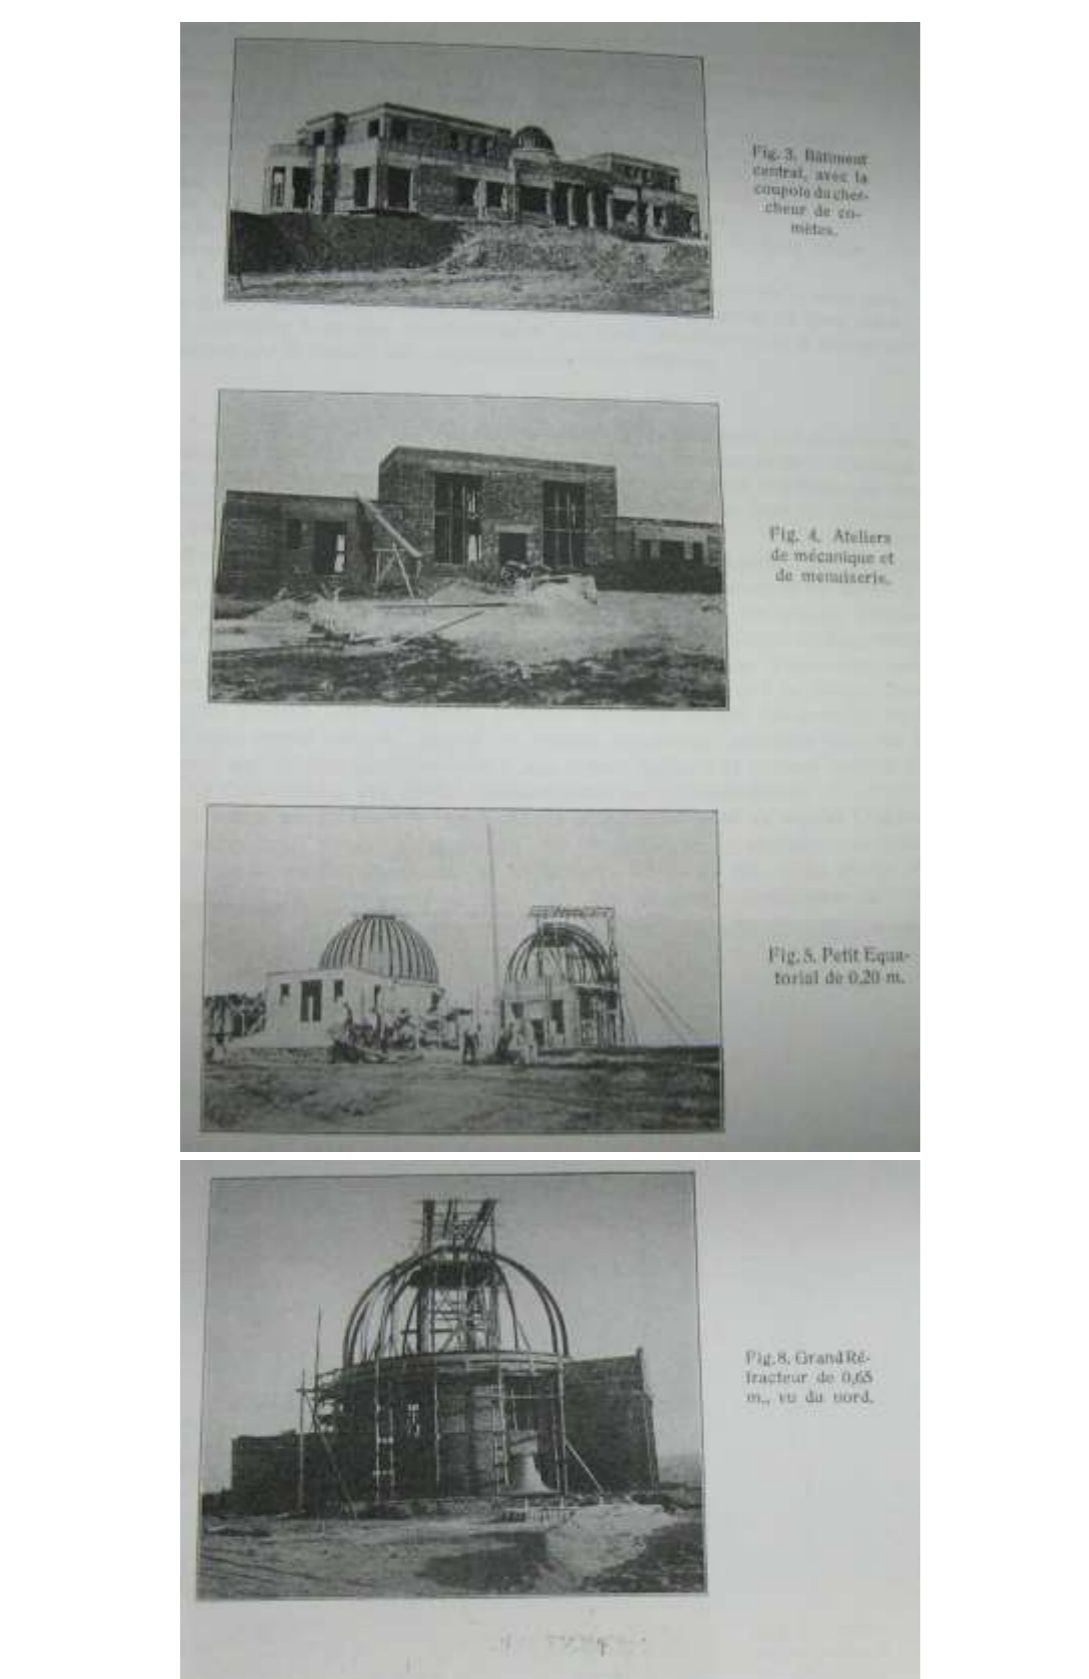 Fig. 3. Bâtiment
central, avec la
coupole du cher-
cheur de co-
mètes.
Fig. 4. Ateliers
de mécanique et
de menuiserie.
Fig. 5. Petit Equa-
torial de 0,20 m.
Fig. 8. Grand Ré-
fracteur de 0,65
m., vu du nord.